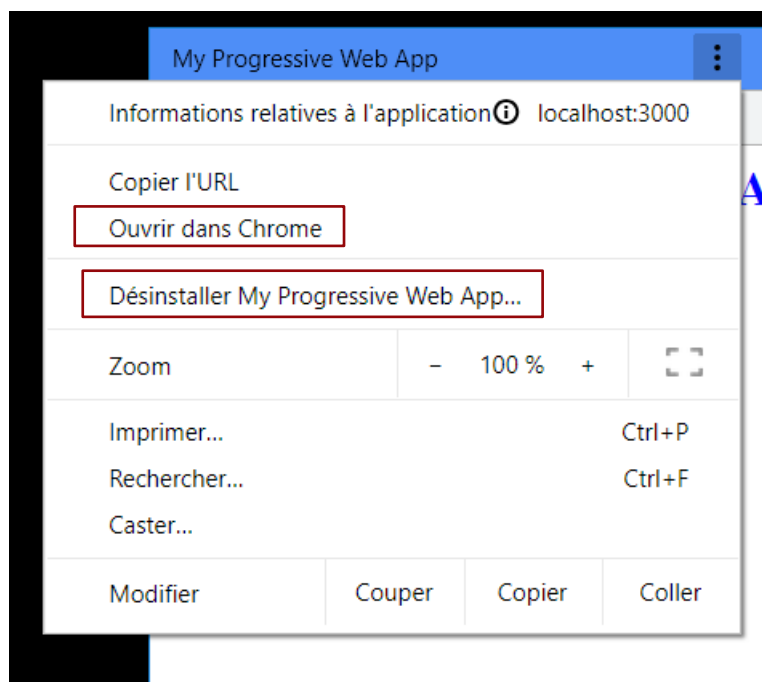 My Progressive Web App
Informations relatives à l'application localhost:3000
Copier l'URL
A
Ouvrir dans Chrome
Désinstaller My Progressive Web App...
Zoom - 100 % +
Imprimer... Ctrl+P
Rechercher... Ctrl+F
Caster...
Modifier Couper Copier Coller